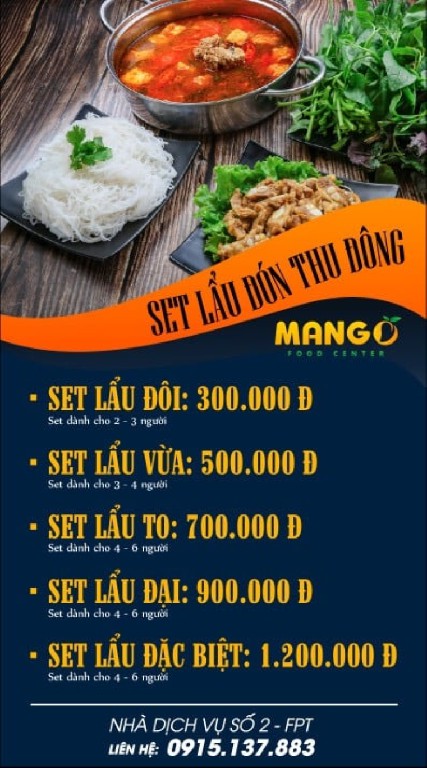 SET LẨU ĐÓN THU ĐÔNG
MANGO
FOOD CENTER
SET LẨU ĐÔI: 300.000 Đ
Set dành cho 2 - 3 người
SET LẨU VỪA: 500.000 Đ
Set dành cho 3 - 4 người
SET LẨU TO: 700.000 Đ
Set dành cho 4 - 6 người
SET LẨU ĐẠI: 900.000 Đ
Set dành cho 4 - 6 người
SET LẨU ĐẶC BIỆT: 1.200.000 Đ
Set dành cho 4 - 6 người
NHÀ DỊCH VỤ SỐ 2 - FPT
LIÊN HỆ: 0915.137.883